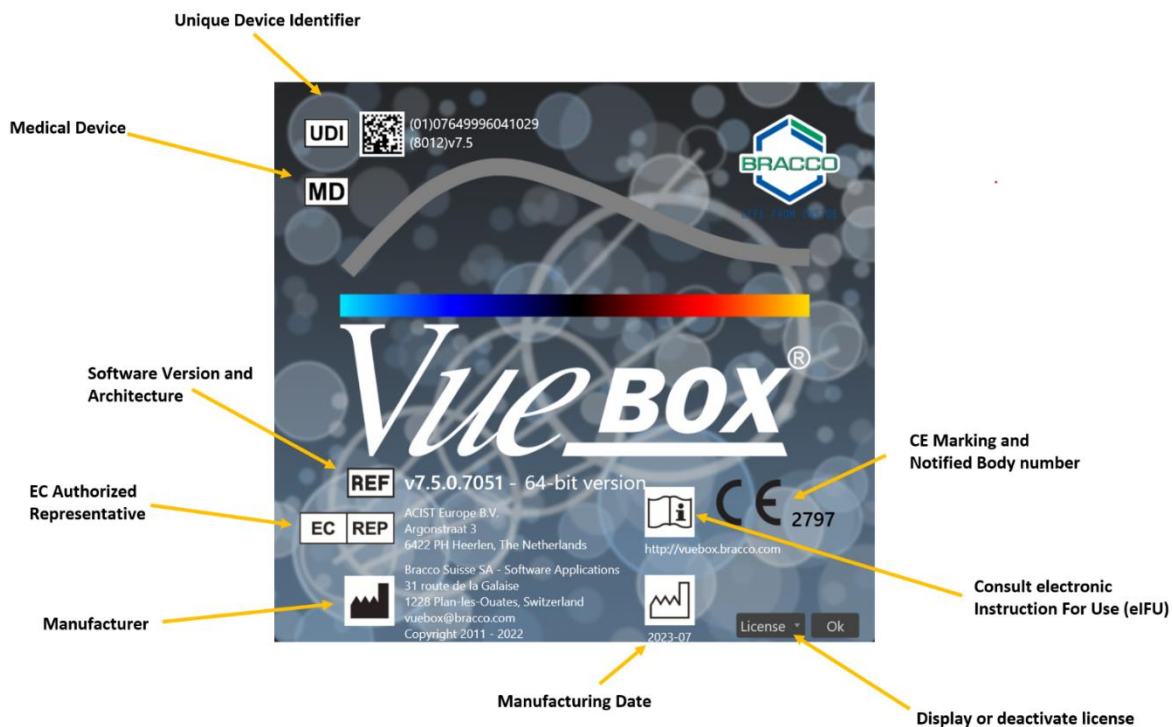 Unique Device Identifier
Medical Device
UDI
(01)07649996041029
(8012)v7.5
MD
BRACCO
LIFE FROM INSIDE
VueBOX®
Software Version and
Architecture
REF v7.5.0.7051 - 64-bit version
EC Authorized
Representative
EC REP
ACIST Europe B.V.
Argonstraat 3
6422 PH Heerlen, The Netherlands
CE Marking and
Notified Body number
CE 2797
http://vuebox.bracco.com
Manufacturer
Bracco Suisse SA - Software Applications
31 route de la Galaise
1228 Plan-les-Ouates, Switzerland
vuebox@bracco.com
Copyright 2011 - 2022
Consult electronic
Instruction For Use (eIFU)
2023-07
License
Ok
Manufacturing Date
Display or deactivate license